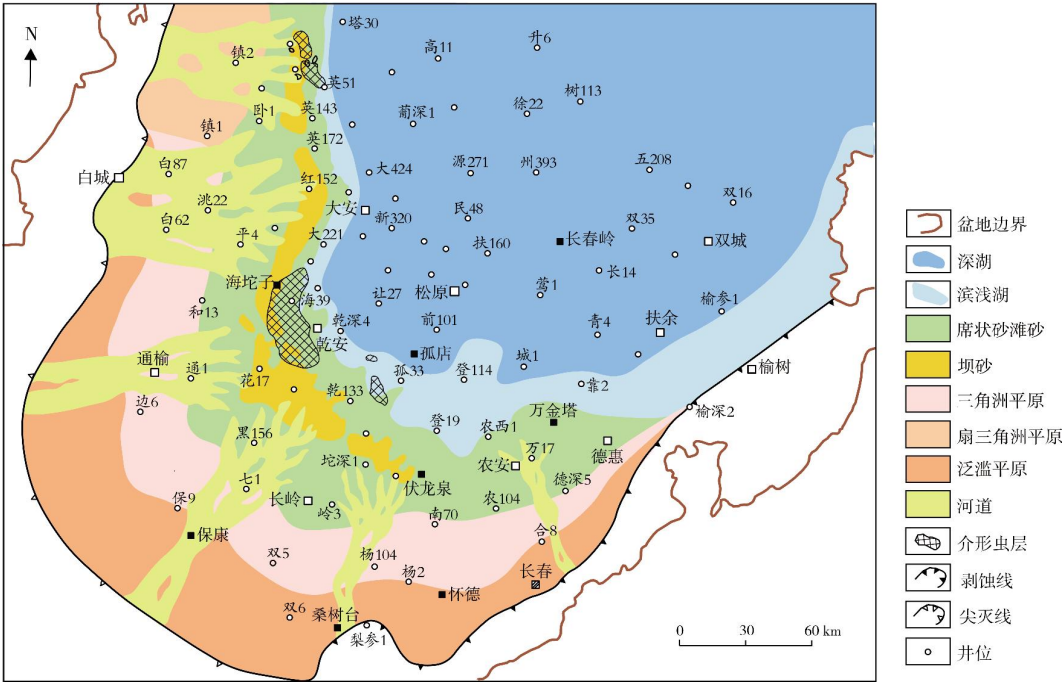 N
塔30
升6
高11
镇2
英51
树113
徐22
葡深1
英143
卧1
镇1
英172
白87
大424
源271
州393
五208
白城
红152
双16
洮22
大安
民48
新320
双35
白62
平4
大221
扶160
长春岭
双城
长14
海坨子
海39
让27
松原
莺1
榆参1
和13
乾深4
前101
青4
扶余
乾安
孤店
通榆
通1
花17
孤33
登114
城1
榆树
靠2
边6
乾133
榆深2
登19
农西1
万金塔
黑156
万17
德惠
坨深1
农安
七1
伏龙泉
德深5
保9
长岭
岭3
农104
南70
保康
合8
双5
杨104
杨2
长春
怀德
双6
桑树台
梨参1
0
30
60 km
盆地边界
深湖
滨浅湖
席状砂滩砂
坝砂
三角洲平原
扇三角洲平原
泛滥平原
河道
介形虫层
剥蚀线
尖灭线
井位